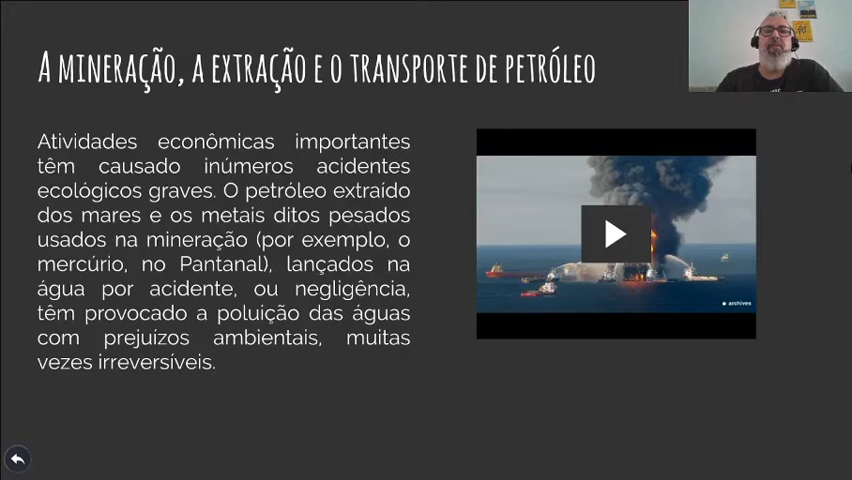 A MINERAÇÃO, A EXTRAÇÃO E O TRANSPORTE DE PETRÓLEO
Atividades econômicas importantes
têm causado inúmeros acidentes
ecológicos graves. O petróleo extraído
dos mares e os metais ditos pesados
usados na mineração (por exemplo, o
mercúrio, no Pantanal), lançados na
água por acidente, ou negligência,
têm provocado a poluição das águas
com prejuízos ambientais, muitas
vezes irreversíveis.
archives